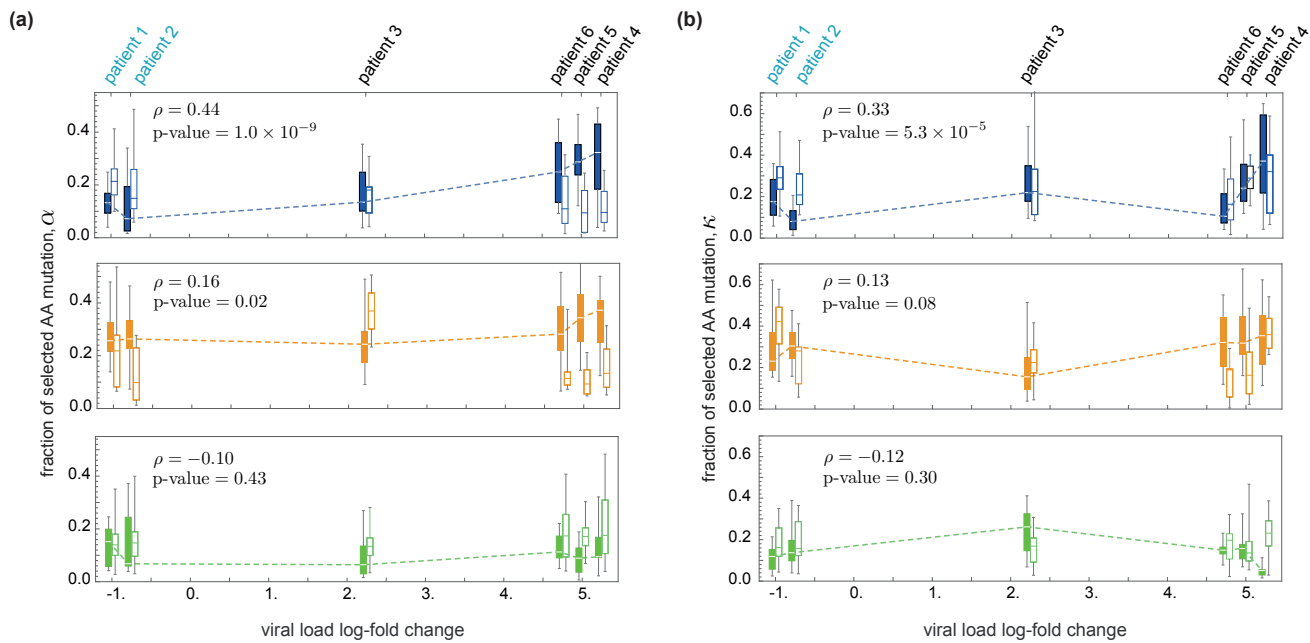 (a)
patient 1
patient 2
patient 3
patient 6
patient 5
patient 4
fraction of selected AA mutation, α
0.4
0.2
0.0
ρ = 0.44
p-value = 1.0 × 10⁻⁹
0.4
0.2
0.0
ρ = 0.16
p-value = 0.02
0.4
0.2
0.0
ρ = −0.10
p-value = 0.43
-1. 0. 1. 2. 3. 4. 5.
viral load log-fold change
(b)
patient 1
patient 2
patient 3
patient 6
patient 5
patient 4
fraction of selected AA mutation, κ
0.6
0.4
0.2
0.0
ρ = 0.33
p-value = 5.3 × 10⁻⁵
0.6
0.4
0.2
0.0
ρ = 0.13
p-value = 0.08
0.6
0.4
0.2
0.0
ρ = −0.12
p-value = 0.30
-1. 0. 1. 2. 3. 4. 5.
viral load log-fold change